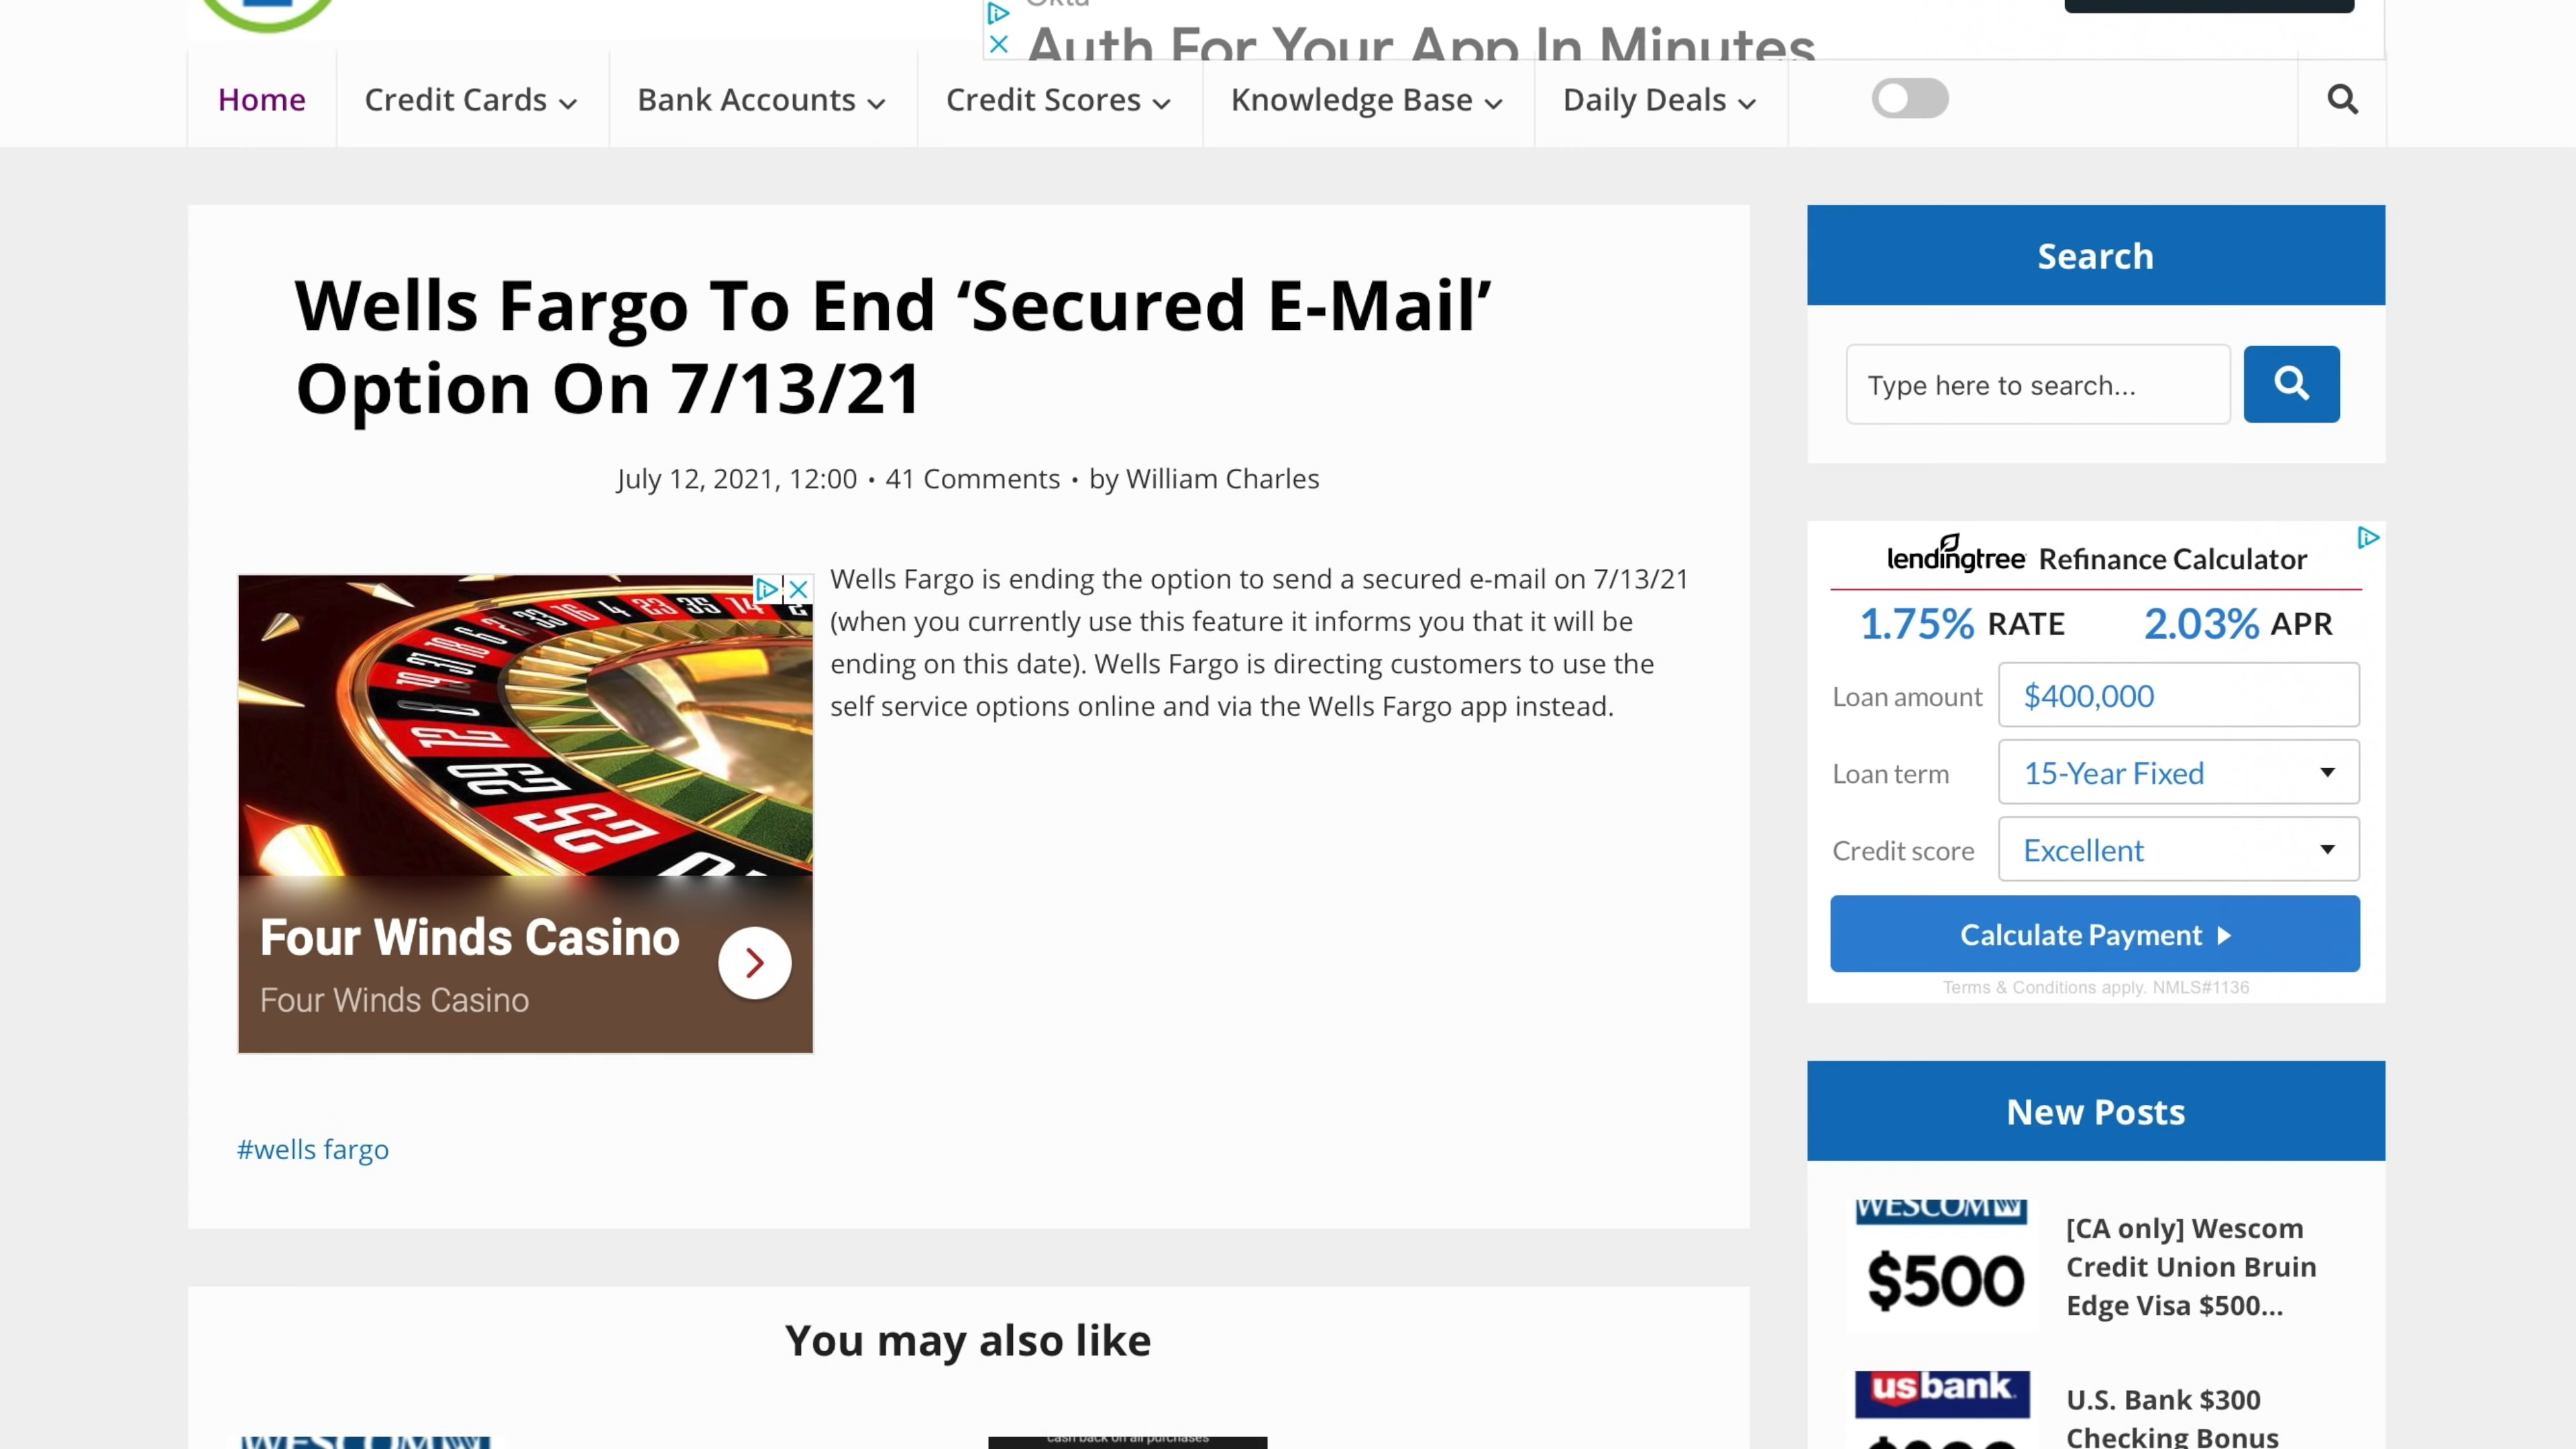 Auth For Your App In Minutes
Home
Credit Cards
Bank Accounts
Credit Scores
Knowledge Base
Daily Deals
Wells Fargo To End ‘Secured E-Mail’
Option On 7/13/21
July 12, 2021, 12:00 • 41 Comments • by William Charles
Wells Fargo is ending the option to send a secured e-mail on 7/13/21
(when you currently use this feature it informs you that it will be
ending on this date). Wells Fargo is directing customers to use the
self service options online and via the Wells Fargo app instead.
Four Winds Casino
Four Winds Casino
#wells fargo
You may also like
cash back on all purchases
Search
Type here to search...
lendingtree Refinance Calculator
1.75% RATE 2.03% APR
Loan amount $400,000
Loan term 15-Year Fixed
Credit score Excellent
Calculate Payment
Terms & Conditions apply. NMLS#1136
New Posts
WESCOM
$500
[CA only] Wescom
Credit Union Bruin
Edge Visa $500...
usbank
U.S. Bank $300
Checking Bonus